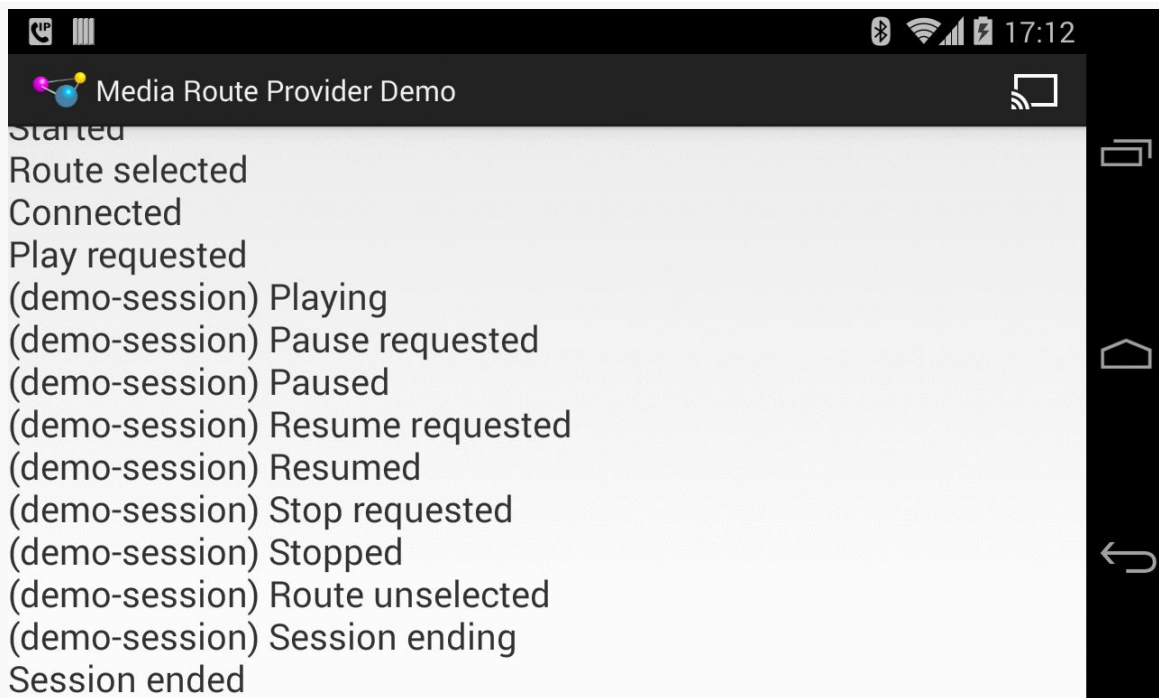 17:12
Media Route Provider Demo
Started
Route selected
Connected
Play requested
(demo-session) Playing
(demo-session) Pause requested
(demo-session) Paused
(demo-session) Resume requested
(demo-session) Resumed
(demo-session) Stop requested
(demo-session) Stopped
(demo-session) Route unselected
(demo-session) Session ending
Session ended